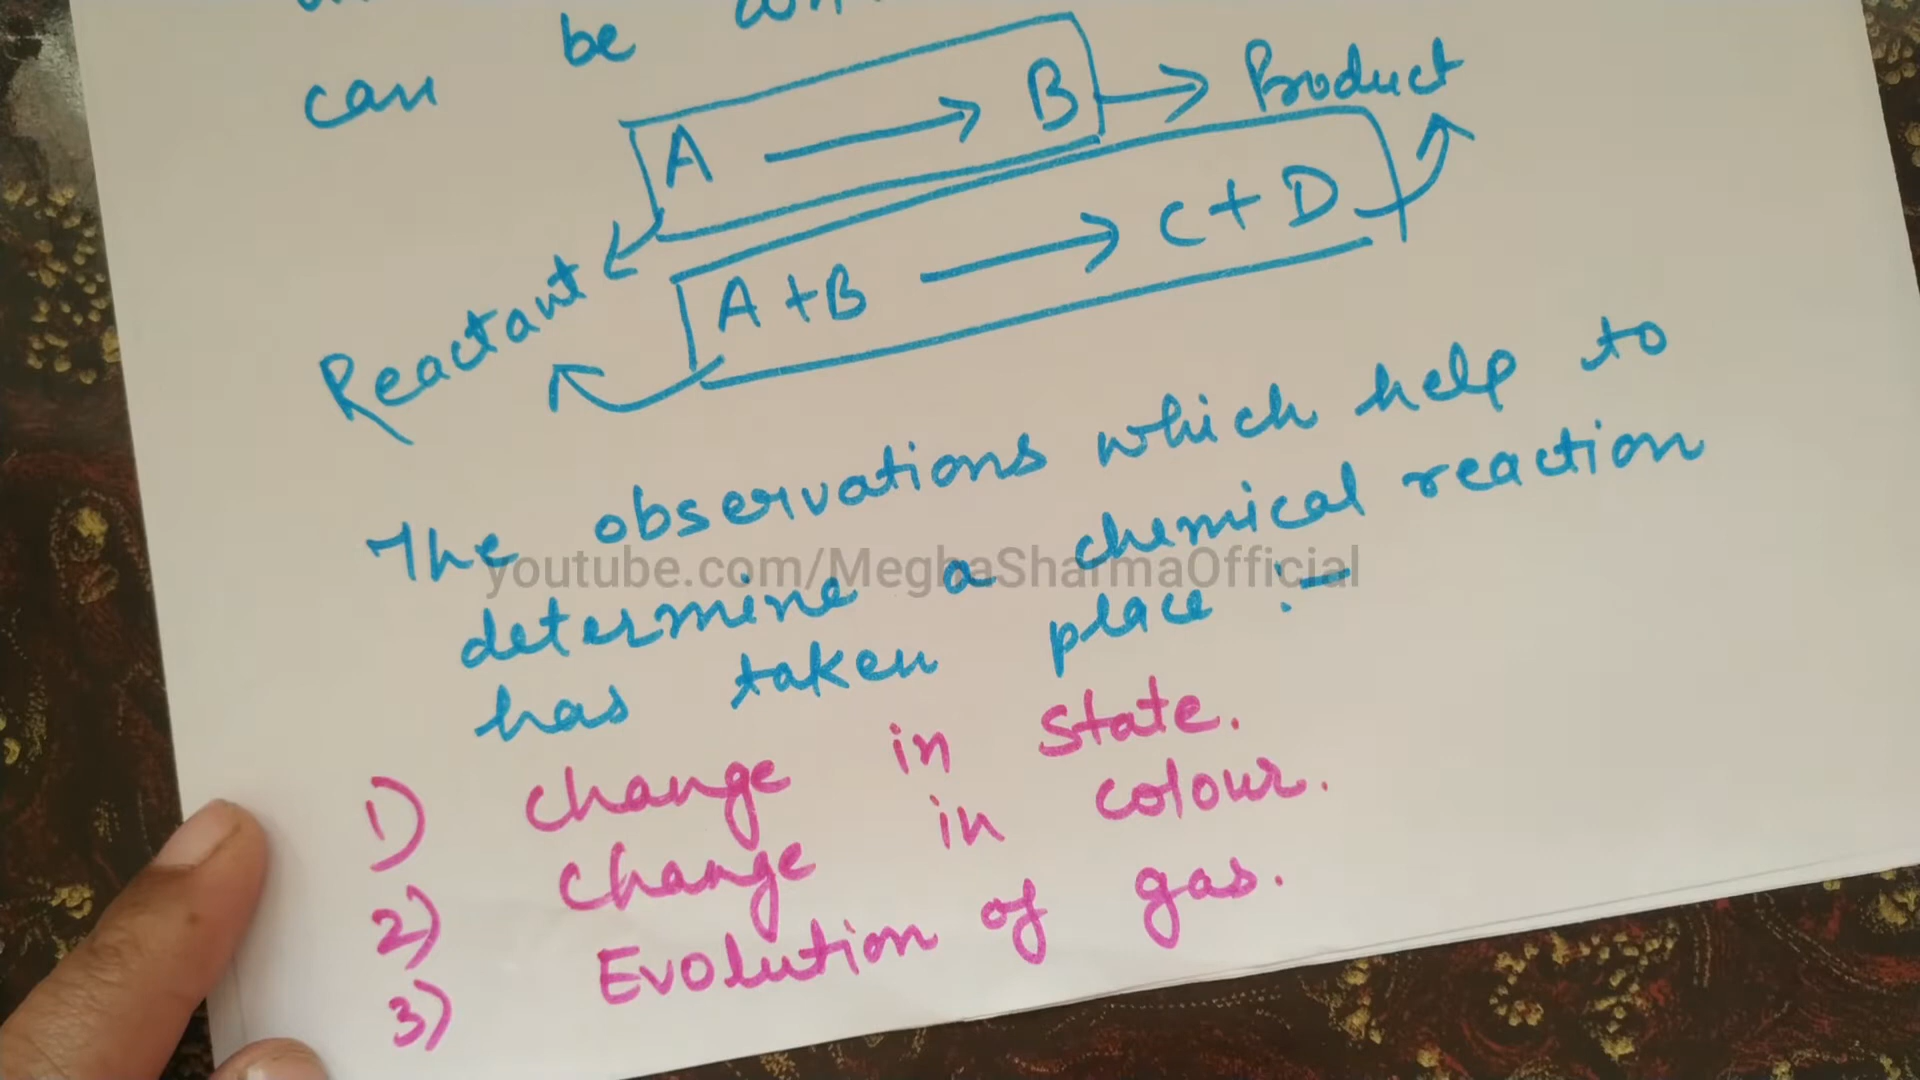 can be
A → B → Product
A + B → C + D
Reactant
The observations which help to
determine a chemical reaction
has taken place :-
1) Change in State.
2) Change in colour.
3) Evolution of gas.
youtube.com/MeghaSharmaOfficial